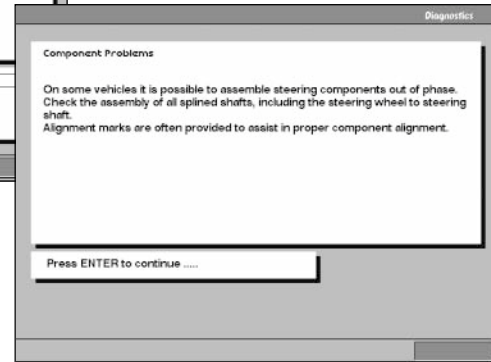 Diagnostics
Component Problems
On some vehicles it is possible to assemble steering components out of phase.
Check the assembly of all splined shafts, including the steering wheel to steering
shaft.
Alignment marks are often provided to assist in proper component alignment.
Press ENTER to continue .....